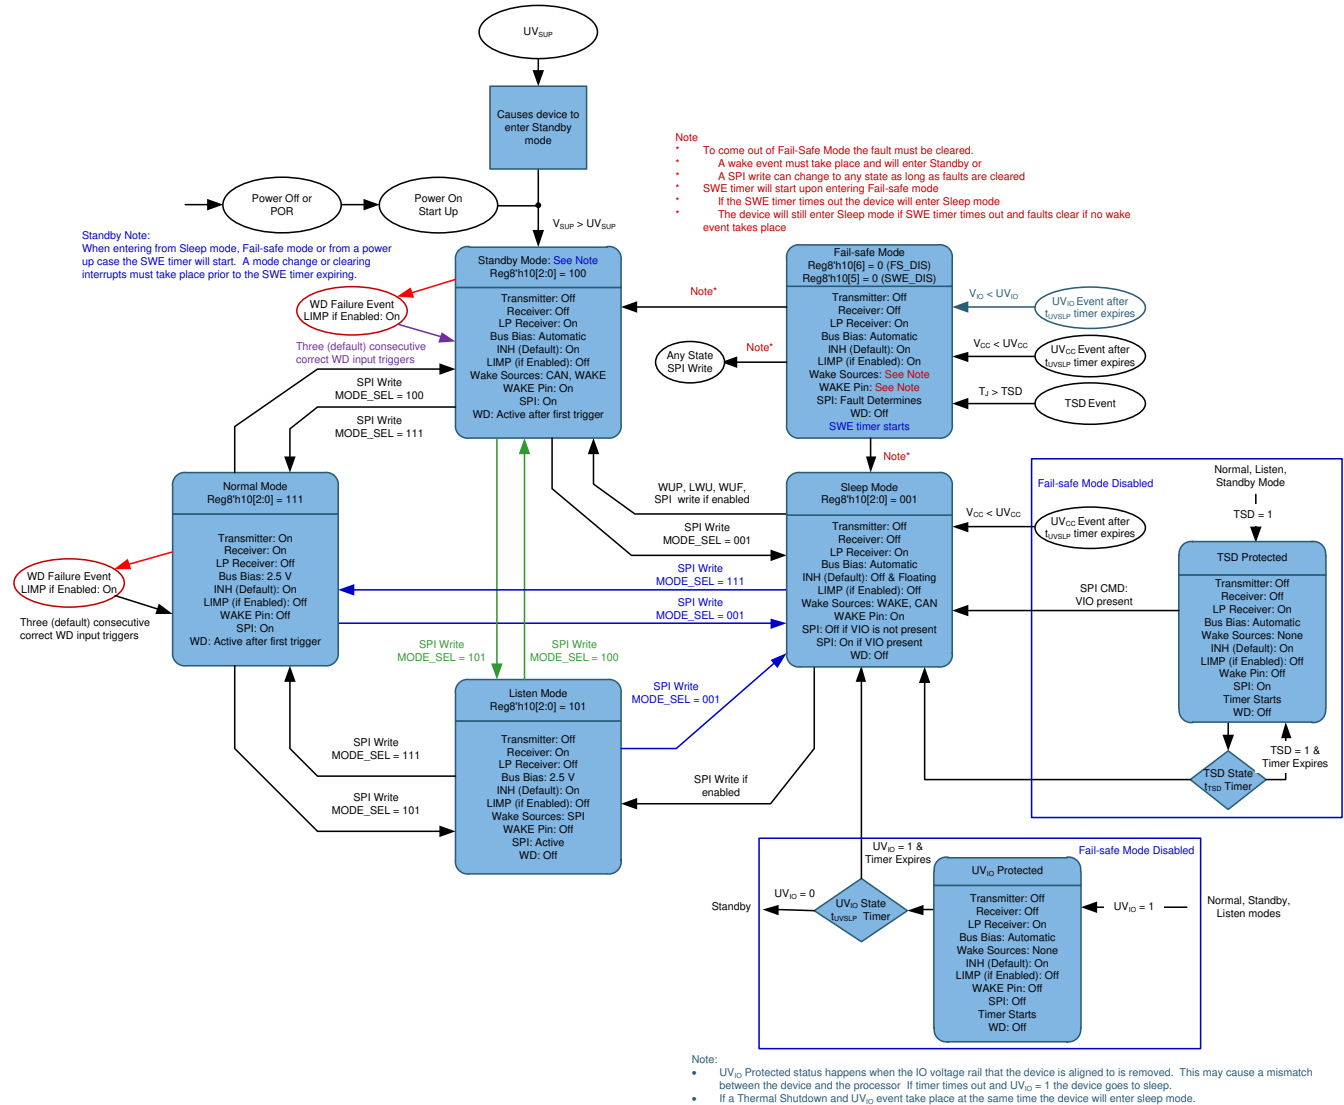 UVSUP
Causes device to
enter Standby
mode
Power Off or
POR
Power On
Start Up
VSUP > UVSUP
Note
* To come out of Fail-Safe Mode the fault must be cleared.
* A wake event must take place and will enter Standby or
* A SPI write can change to any state as long as faults are cleared
* SWE timer will start upon entering Fail-safe mode
* If the SWE timer times out the device will enter Sleep mode
* The device will still enter Sleep mode if SWE timer times out and faults clear if no wake
event takes place
Standby Note:
When entering from Sleep mode, Fail-safe mode or from a power
up case the SWE timer will start. A mode change or clearing
interrupts must take place prior to the SWE timer expiring.
Standby Mode: See Note
Reg8'h10[2:0] = 100
Transmitter: Off
Receiver: Off
LP Receiver: On
Bus Bias: Automatic
INH (Default): On
LIMP (if Enabled): Off
Wake Sources: CAN, WAKE
WAKE Pin: On
SPI: On
WD: Active after first trigger
WD Failure Event
LIMP if Enabled: On
Three (default) consecutive
correct WD input triggers
SPI Write
MODE_SEL = 100
SPI Write
MODE_SEL = 111
Fail-safe Mode
Reg8'h10[6] = 0 (FS_DIS)
Reg8'h10[5] = 0 (SWE_DIS)
Transmitter: Off
Receiver: Off
LP Receiver: On
Bus Bias: Automatic
INH (Default): On
LIMP (if Enabled): On
Wake Sources: See Note
WAKE Pin: See Note
SPI: Fault Determines
WD: Off
SWE timer starts
Note*
Note*
Any State
SPI Write
VIO < UVIO
UVIO Event after
tUVSLP timer expires
VCC < UVCC
UVCC Event after
tUVSLP timer expires
TJ > TSD
TSD Event
Note*
Normal Mode
Reg8'h10[2:0] = 111
Transmitter: On
Receiver: On
LP Receiver: Off
Bus Bias: 2.5 V
INH (Default): On
LIMP (if Enabled): Off
WAKE Pin: Off
SPI: On
WD: Active after first trigger
WD Failure Event
LIMP if Enabled: On
Three (default) consecutive
correct WD input triggers
WUP, LWU, WUF,
SPI write if enabled
SPI Write
MODE_SEL = 001
SPI Write
MODE_SEL = 111
SPI Write
MODE_SEL = 001
Sleep Mode
Reg8'h10[2:0] = 001
Transmitter: Off
Receiver: Off
LP Receiver: On
Bus Bias: Automatic
INH (Default): Off & Floating
LIMP (if Enabled): Off
Wake Sources: WAKE, CAN
WAKE Pin: On
SPI: Off if VIO is not present
SPI: On if VIO present
WD: Off
VCC < UVCC
UVCC Event after
tUVSLP timer expires
Fail-safe Mode Disabled
Normal, Listen,
Standby Mode
TSD = 1
TSD Protected
Transmitter: Off
Receiver: Off
LP Receiver: On
Bus Bias: Automatic
Wake Sources: None
INH (Default): On
LIMP (if Enabled): Off
Wake Pin: Off
SPI: On
Timer Starts
WD: Off
SPI CMD:
VIO present
TSD = 1 &
Timer Expires
TSD State
tTSD Timer
SPI Write
MODE_SEL = 101
SPI Write
MODE_SEL = 100
SPI Write
MODE_SEL = 001
Listen Mode
Reg8'h10[2:0] = 101
Transmitter: Off
Receiver: On
LP Receiver: Off
Bus Bias: 2.5 V
INH (Default): On
LIMP (if Enabled): Off
Wake Sources: SPI
WAKE Pin: Off
SPI: Active
WD: Off
SPI Write
MODE_SEL = 111
SPI Write
MODE_SEL = 101
SPI Write if
enabled
UVIO = 1 &
Timer Expires
Fail-safe Mode Disabled
UVIO Protected
Transmitter: Off
Receiver: Off
LP Receiver: On
Bus Bias: Automatic
Wake Sources: None
INH (Default): On
LIMP (if Enabled): Off
WAKE Pin: Off
SPI: Off
Timer Starts
WD: Off
Standby
UVIO = 0
UVIO State
tUVSLP Timer
UVIO = 1
Normal, Standby,
Listen modes
Note:
• UVIO Protected status happens when the IO voltage rail that the device is aligned to is removed. This may cause a mismatch
between the device and the processor If timer times out and UVIO = 1 the device goes to sleep.
• If a Thermal Shutdown and UVIO event take place at the same time the device will enter sleep mode.